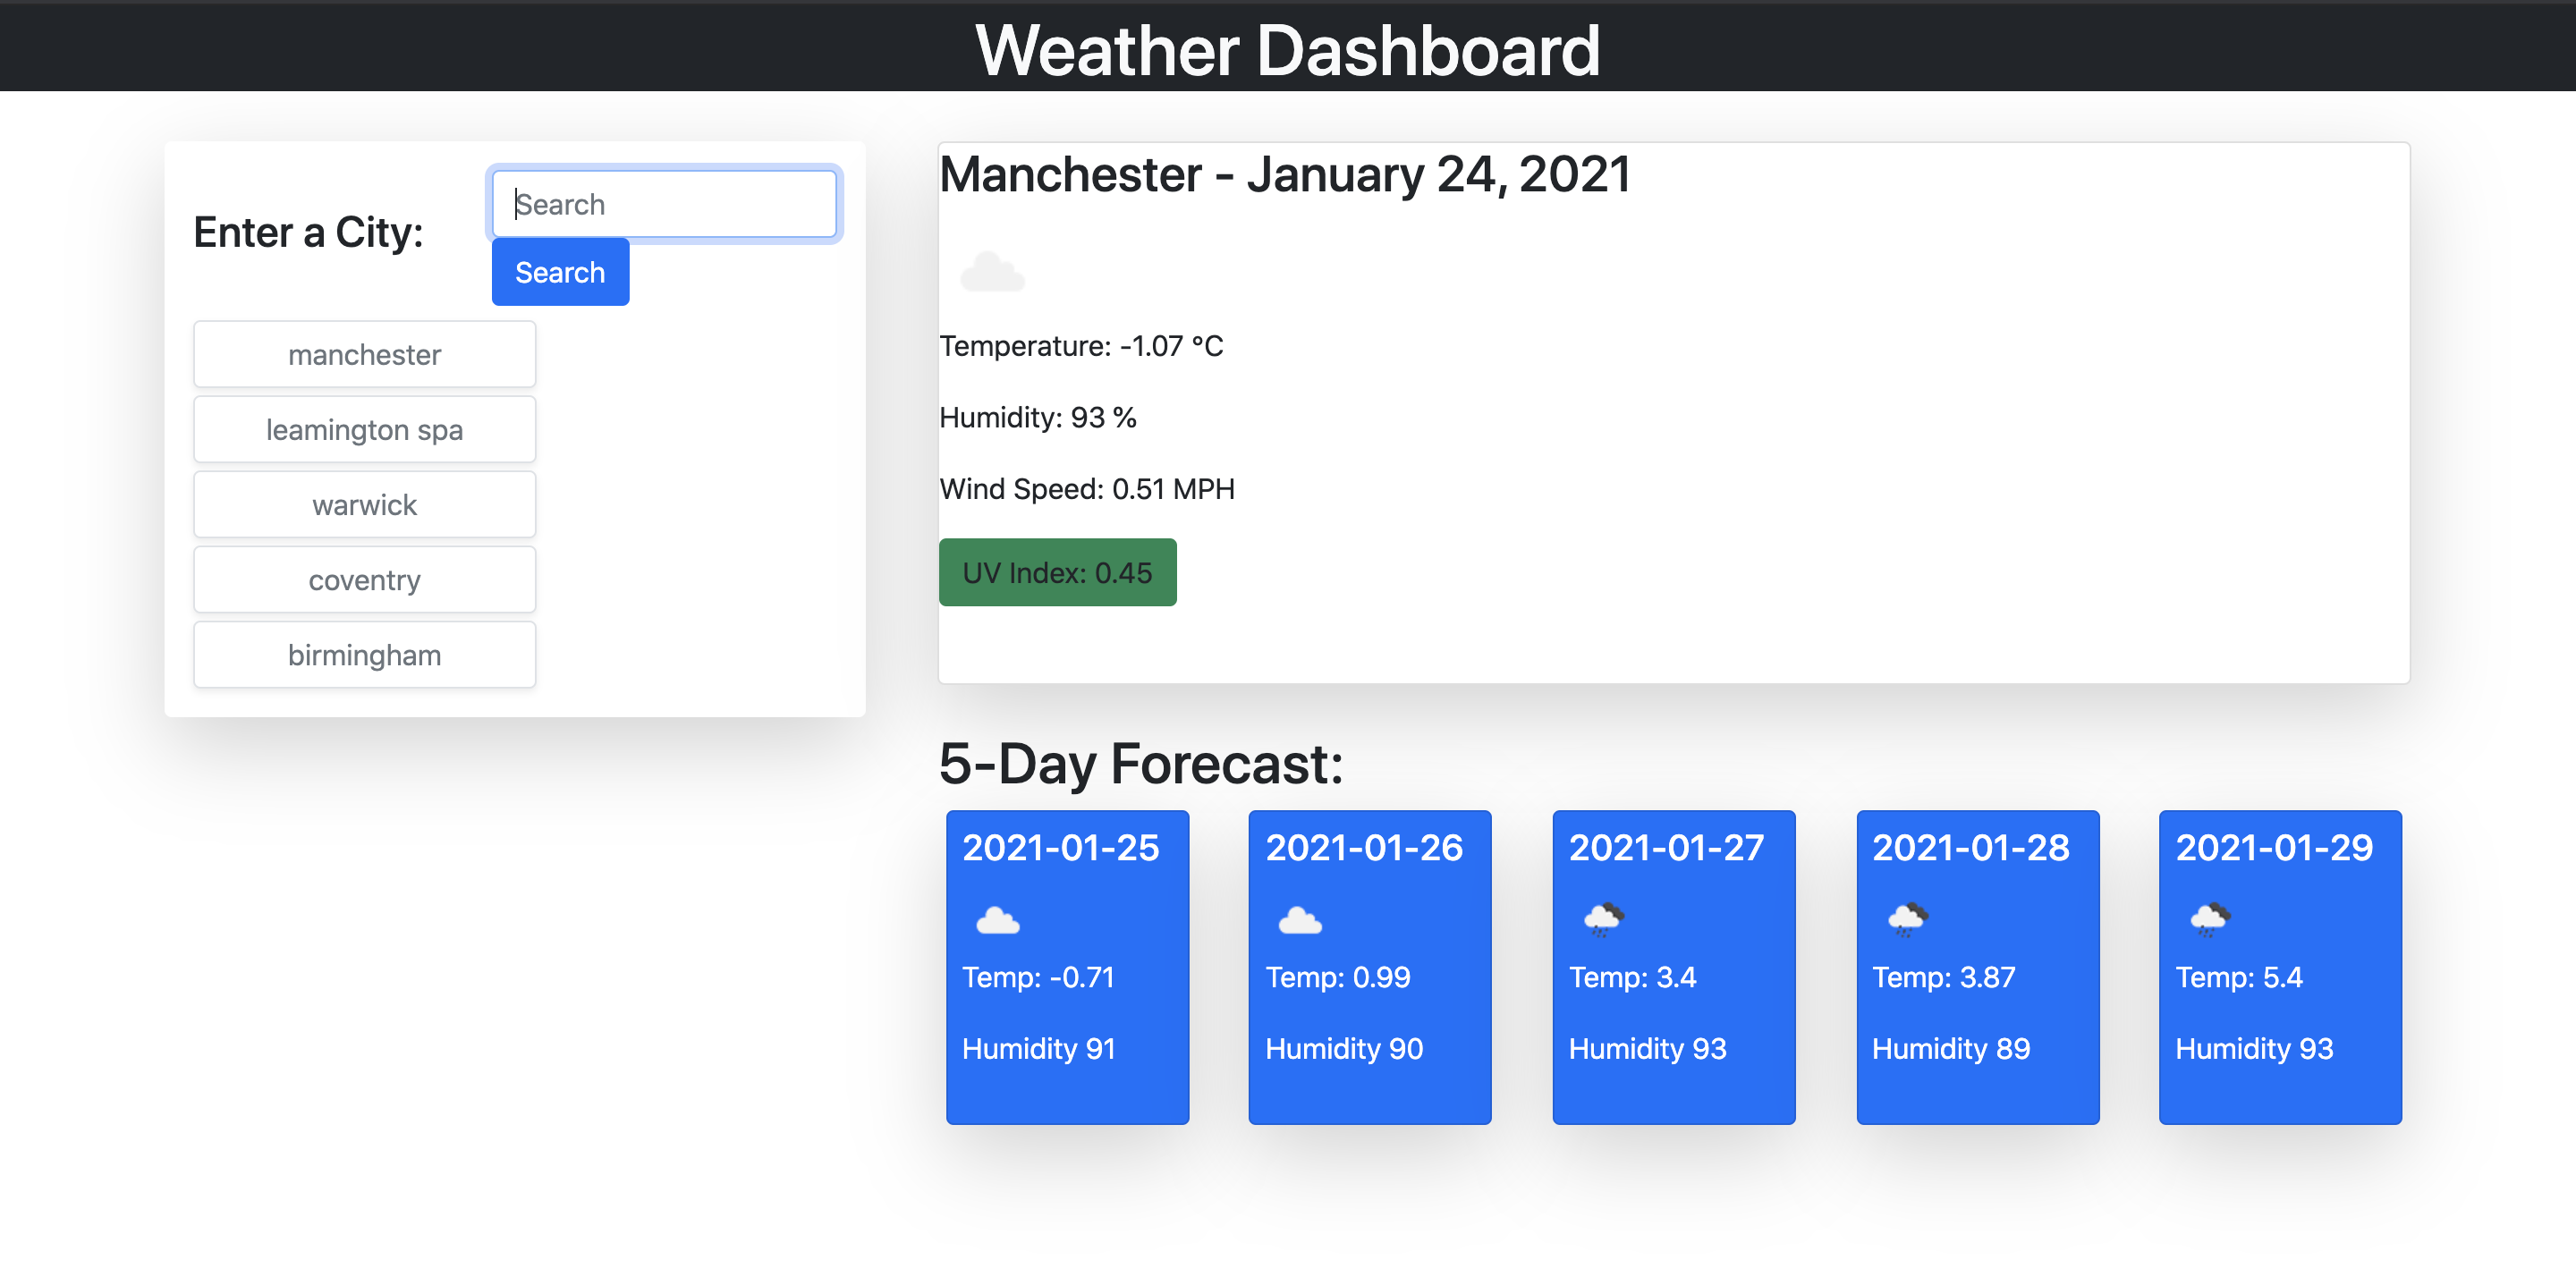 Weather Dashboard
Enter a City:
Search
Search
manchester
leamington spa
warwick
coventry
birmingham
Manchester - January 24, 2021
Temperature: -1.07 °C
Humidity: 93 %
Wind Speed: 0.51 MPH
UV Index: 0.45
5-Day Forecast:
2021-01-25
Temp: -0.71
Humidity 91
2021-01-26
Temp: 0.99
Humidity 90
2021-01-27
Temp: 3.4
Humidity 93
2021-01-28
Temp: 3.87
Humidity 89
2021-01-29
Temp: 5.4
Humidity 93